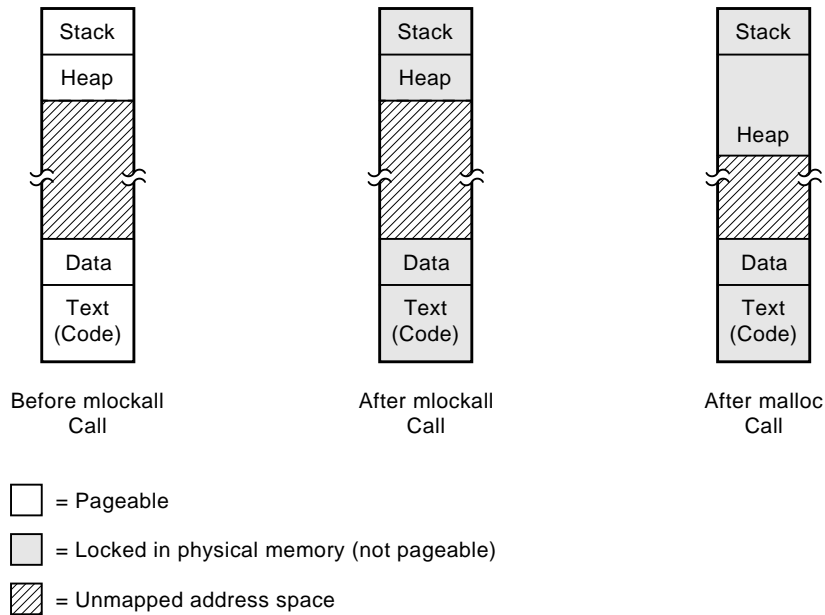 Stack
Heap
Data
Text
(Code)
Before mlockall
Call
Stack
Heap
Data
Text
(Code)
After mlockall
Call
Stack
Heap
Data
Text
(Code)
After malloc
Call
= Pageable
= Locked in physical memory (not pageable)
= Unmapped address space